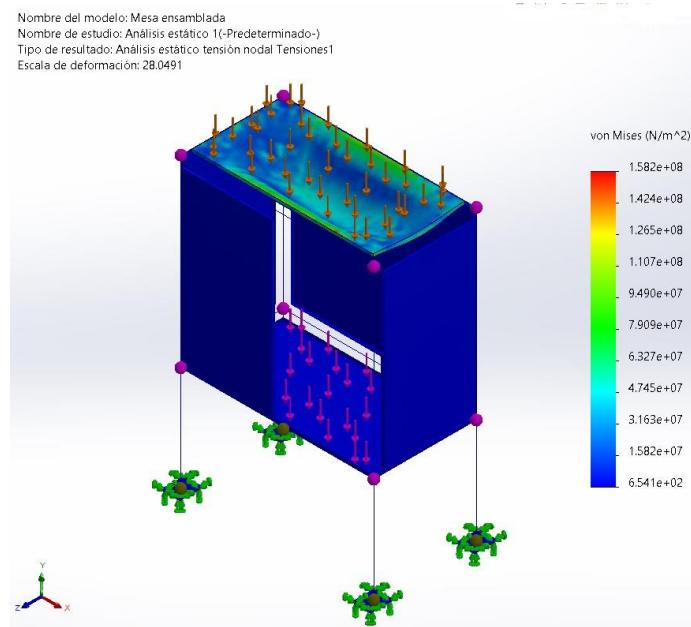 Nombre del modelo: Mesa ensamblada
Nombre de estudio: Análisis estático 1(-Predeterminado-)
Tipo de resultado: Análisis estático tensión nodal Tensiones1
Escala de deformación: 28.0491
von Mises (N/m^2)
1.582e+08
1.424e+08
1.265e+08
1.107e+08
9.490e+07
7.909e+07
6.327e+07
4.745e+07
3.163e+07
1.582e+07
6.541e+02
Y
Z
X